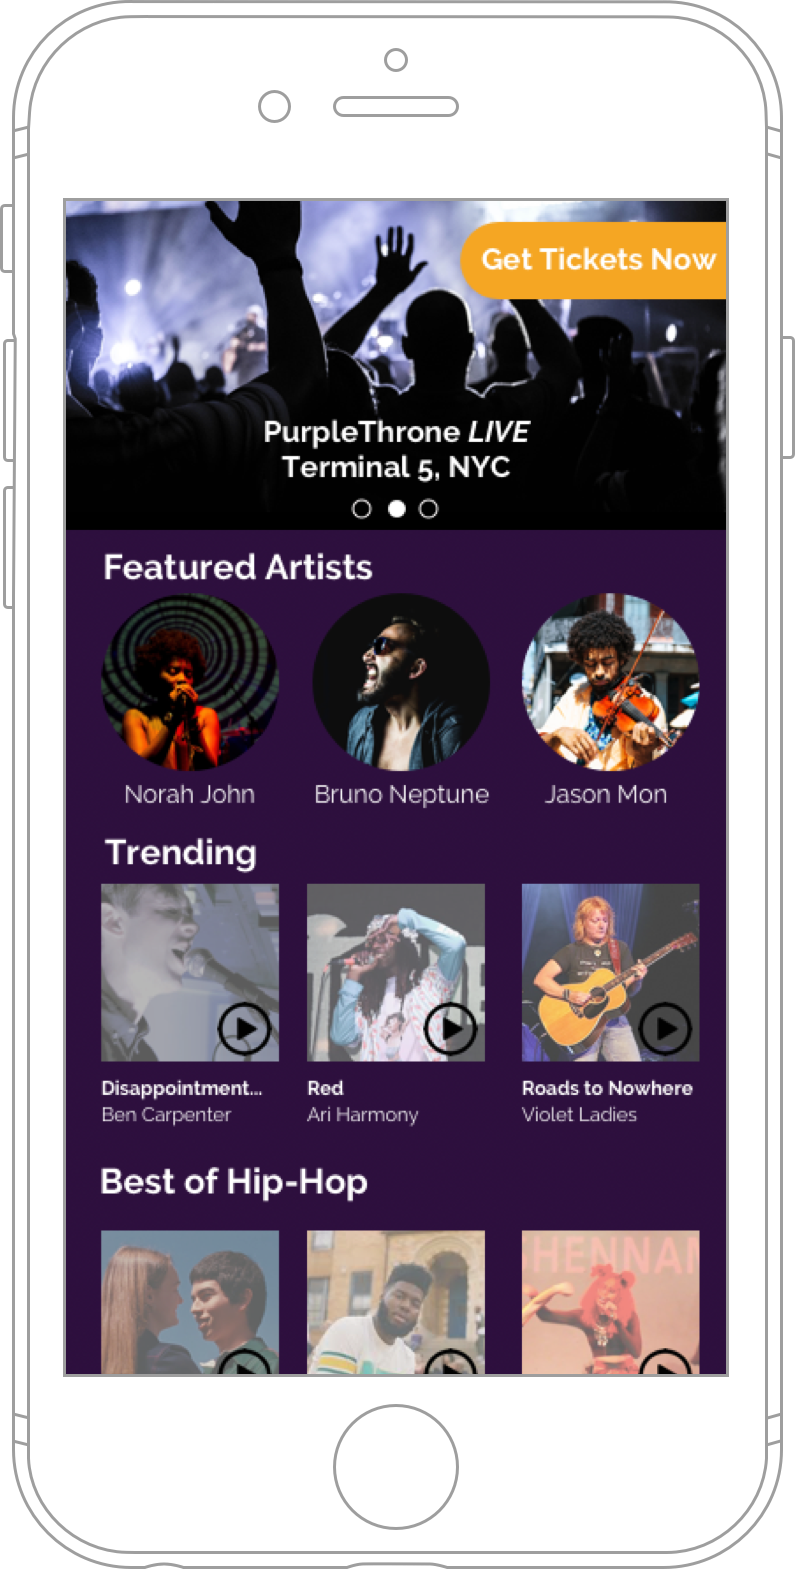 Get Tickets Now
PurpleThrone LIVE
Terminal 5, NYC
Featured Artists
Norah John
Bruno Neptune
Jason Mon
Trending
Disappointment...
Ben Carpenter
Red
Ari Harmony
Roads to Nowhere
Violet Ladies
Best of Hip-Hop
SHENNAN